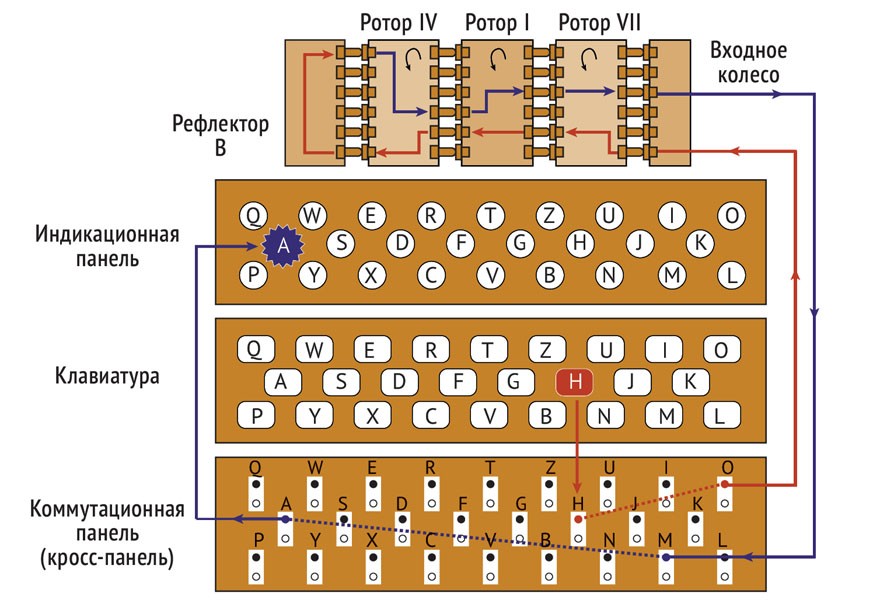 Ротор IV Ротор I Ротор VII
Входное
колесо
Рефлектор
B
Индикационная
панель
Q W E R T Z U I O
A S D F G H J K
P Y X C V B N M L
Клавиатура
Q W E R T Z U I O
A S D F G H J K
P Y X C V B N M L
Коммутационная
панель
(кросс-панель)
Q W E R T Z U I O
A S D F G H J K
P Y X C V B N M L